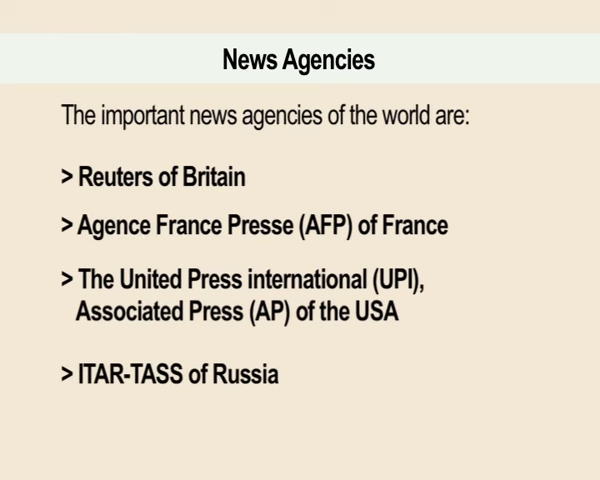 News Agencies
The important news agencies of the world are:
> Reuters of Britain
> Agence France Presse (AFP) of France
> The United Press international (UPI),
Associated Press (AP) of the USA
> ITAR-TASS of Russia